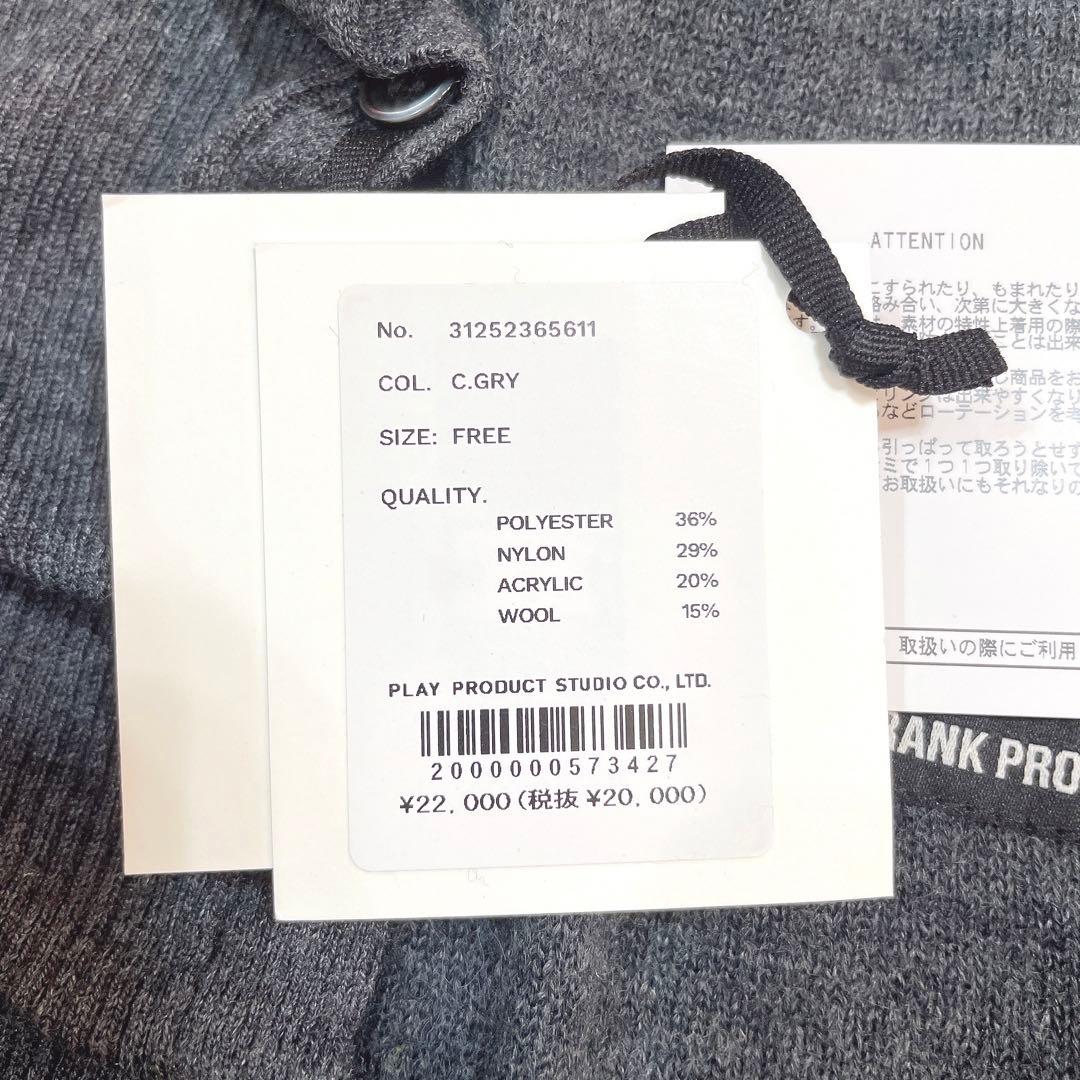 No. 31252365611
COL. C.GRY
SIZE: FREE
QUALITY.
POLYESTER 36%
NYLON 29%
ACRYLIC 20%
WOOL 15%
PLAY PRODUCT STUDIO CO., LTD.
2000000573427
¥22,000(税抜 ¥20,000)
ATTENTION
こすられたり、もまれたり
絡み合い、次第に大きくな
素材の特性上着用の際
ことは出来
す。
し商品をお
リングは出来やすくなり
などローテーションを考
引っぱって取ろうとせず
ミで1つ1つ取り除いて
お取扱いにもそれなりの
取扱いの際にご利用
RANK PRO